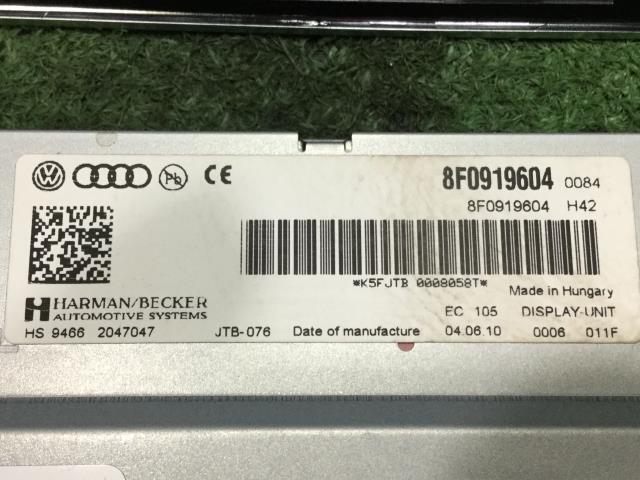 VW Pb CE 8F0919604 0084
8F0919604 H42
*K5FJTB 0008058T*
Made in Hungary
HARMAN/BECKER
AUTOMOTIVE SYSTEMS
EC 105 DISPLAY-UNIT
HS 9466 2047047 JTB-076 Date of manufacture 04.06.10 0006 011F